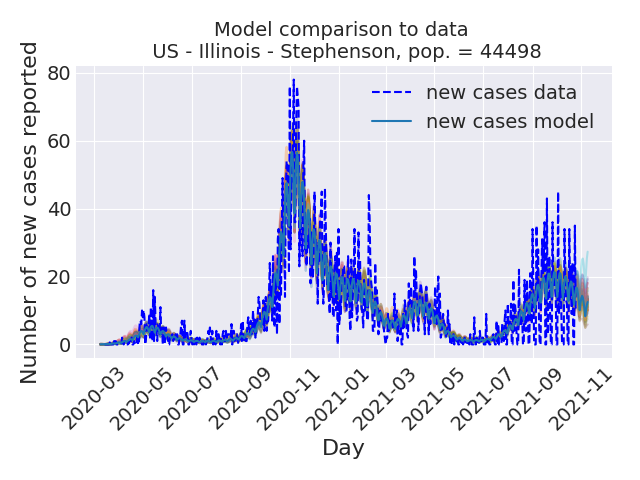 Model comparison to data
US - Illinois - Stephenson, pop. = 44498
Number of new cases reported
80
60
40
20
0
new cases data
new cases model
2020-03
2020-05
2020-07
2020-09
2020-11
2021-01
2021-03
2021-05
2021-07
2021-09
2021-11
Day